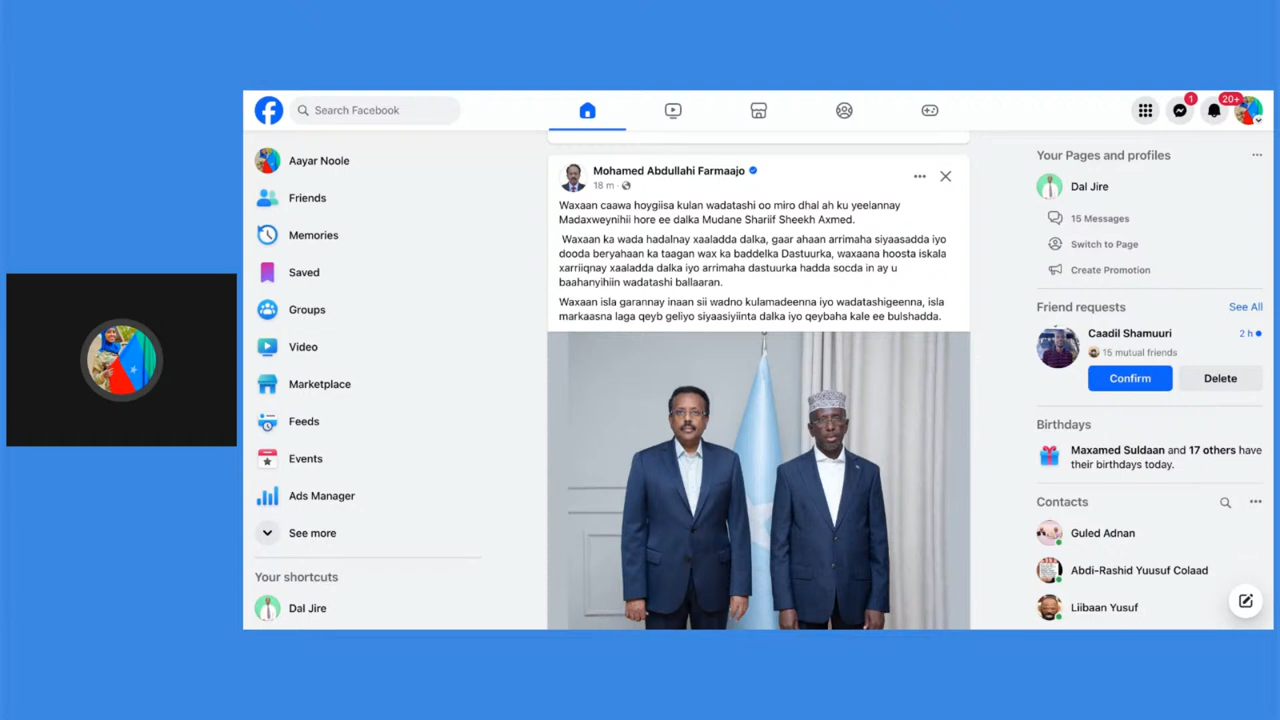 Search Facebook
1
20+
Aayar Noole
Friends
Memories
Saved
Groups
Video
Marketplace
Feeds
Events
Ads Manager
See more
Your shortcuts
Dal Jire
Mohamed Abdullahi Farmaajo
18 m ·
Waxaan caawa hoygiisa kulan wadatashi oo miro dhal ah ku yeelannay
Madaxweynihii hore ee dalka Mudane Shariif Sheekh Axmed.
Waxaan ka wada hadalnay xaaladda dalka, gaar ahaan arrimaha siyaasadda iyo
dooda beryahaan ka taagan wax ka baddelka Dastuurka, waxaana hoosta iskala
xarriiqnay xaaladda dalka iyo arrimaha dastuurka hadda socda in ay u
baahanyihiin wadatashi ballaaran.
Waxaan isla garannay inaan sii wadno kulamadeenna iyo wadatashigeenna, isla
markaasna laga qeyb geliyo siyaasiyiinta dalka iyo qeybaha kale ee bulshadda.
Your Pages and profiles
Dal Jire
15 Messages
Switch to Page
Create Promotion
Friend requests
See All
Caadil Shamuuri
2 h
15 mutual friends
Confirm
Delete
Birthdays
Maxamed Suldaan and 17 others have
their birthdays today.
Contacts
Guled Adnan
Abdi-Rashid Yuusuf Colaad
Liibaan Yusuf